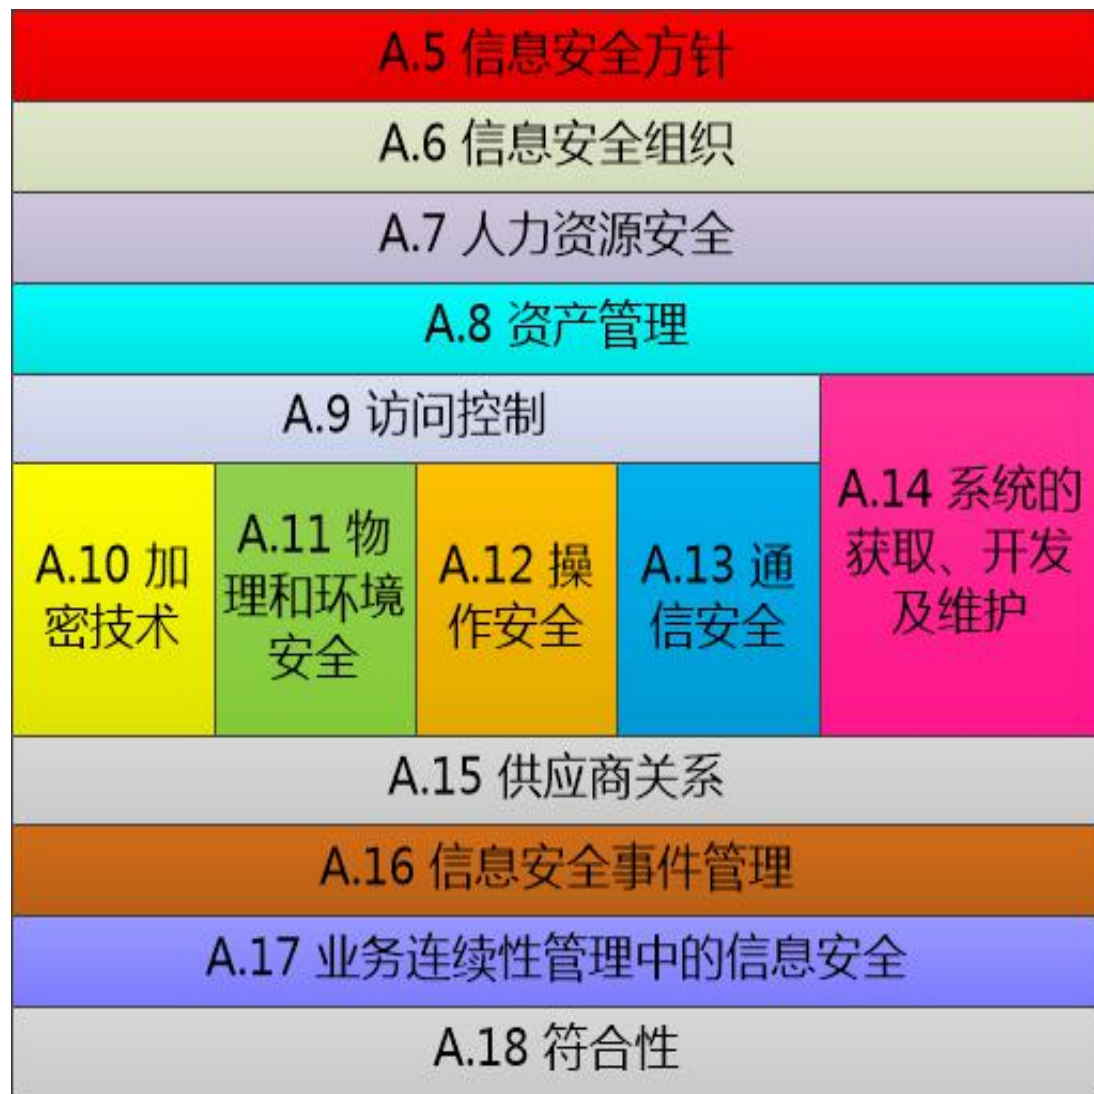 A.5 信息安全方针
A.6 信息安全组织
A.7 人力资源安全
A.8 资产管理
A.9 访问控制
A.10 加
密技术
A.11 物
理和环境
安全
A.12 操
作安全
A.13 通
信安全
A.14 系统的
获取、开发
及维护
A.15 供应商关系
A.16 信息安全事件管理
A.17 业务连续性管理中的信息安全
A.18 符合性